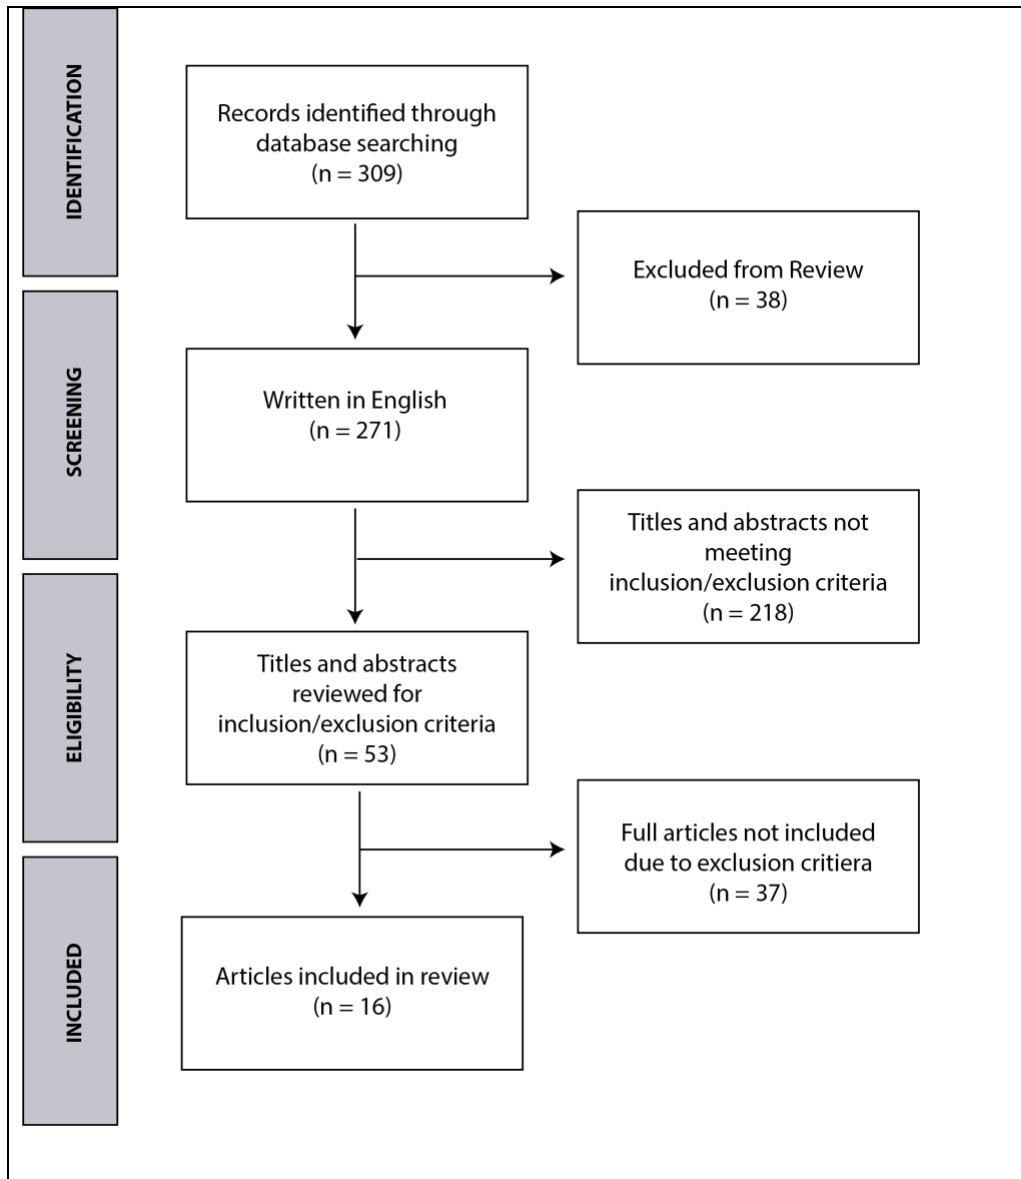 IDENTIFICATION
Records identified through
database searching
(n = 309)
Excluded from Review
(n = 38)
SCREENING
Written in English
(n = 271)
Titles and abstracts not
meeting
inclusion/exclusion criteria
(n = 218)
ELIGIBILITY
Titles and abstracts
reviewed for
inclusion/exclusion criteria
(n = 53)
Full articles not included
due to exclusion critiera
(n = 37)
INCLUDED
Articles included in review
(n = 16)